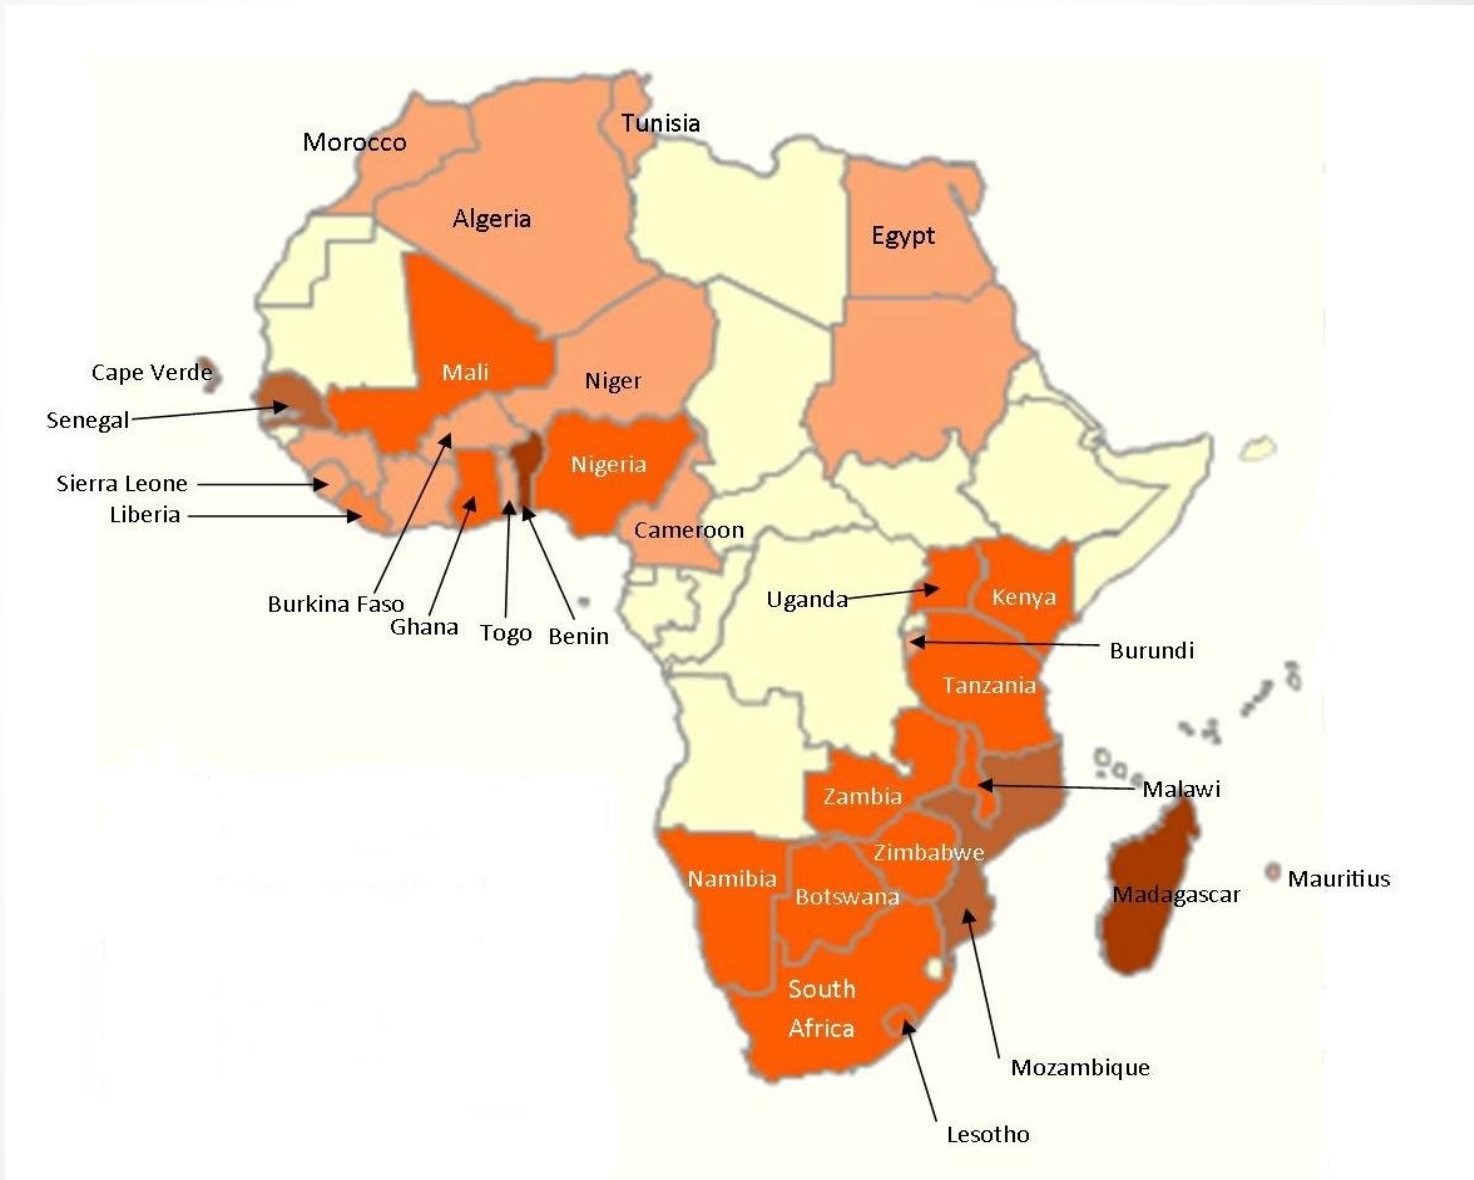 Tunisia
Morocco
Algeria
Egypt
Cape Verde
Mali
Niger
Senegal
Nigeria
Sierra Leone
Liberia
Cameroon
Burkina Faso
Ghana
Togo
Benin
Uganda
Kenya
Burundi
Tanzania
Malawi
Zambia
Zimbabwe
Namibia
Botswana
Madagascar
Mauritius
South
Africa
Mozambique
Lesotho